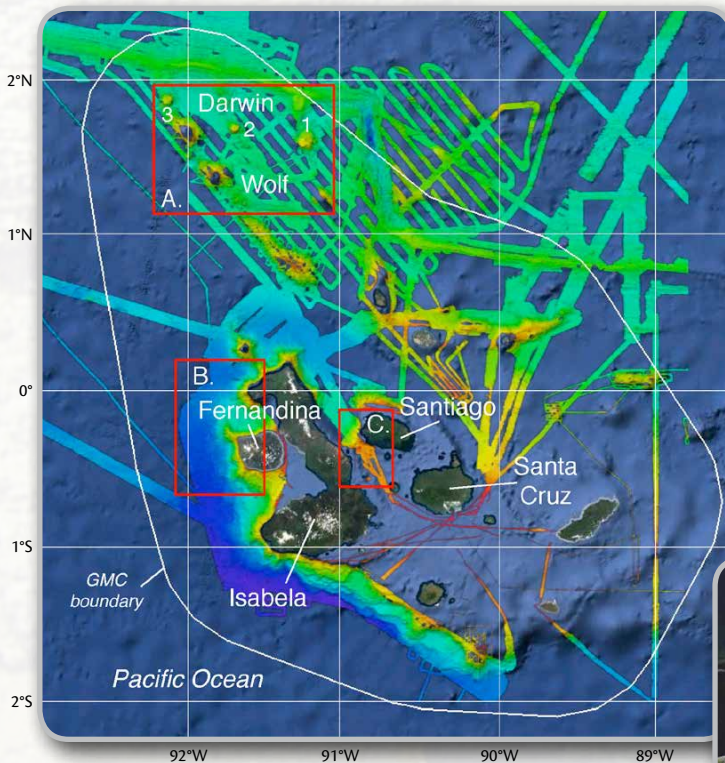 2°N
Darwin
3
2
1
Wolf
A.
1°N
0°
B.
Fernandina
C.
Santiago
Santa
Cruz
1°S
GMC
boundary
Isabela
Pacific Ocean
2°S
92°W
91°W
90°W
89°W